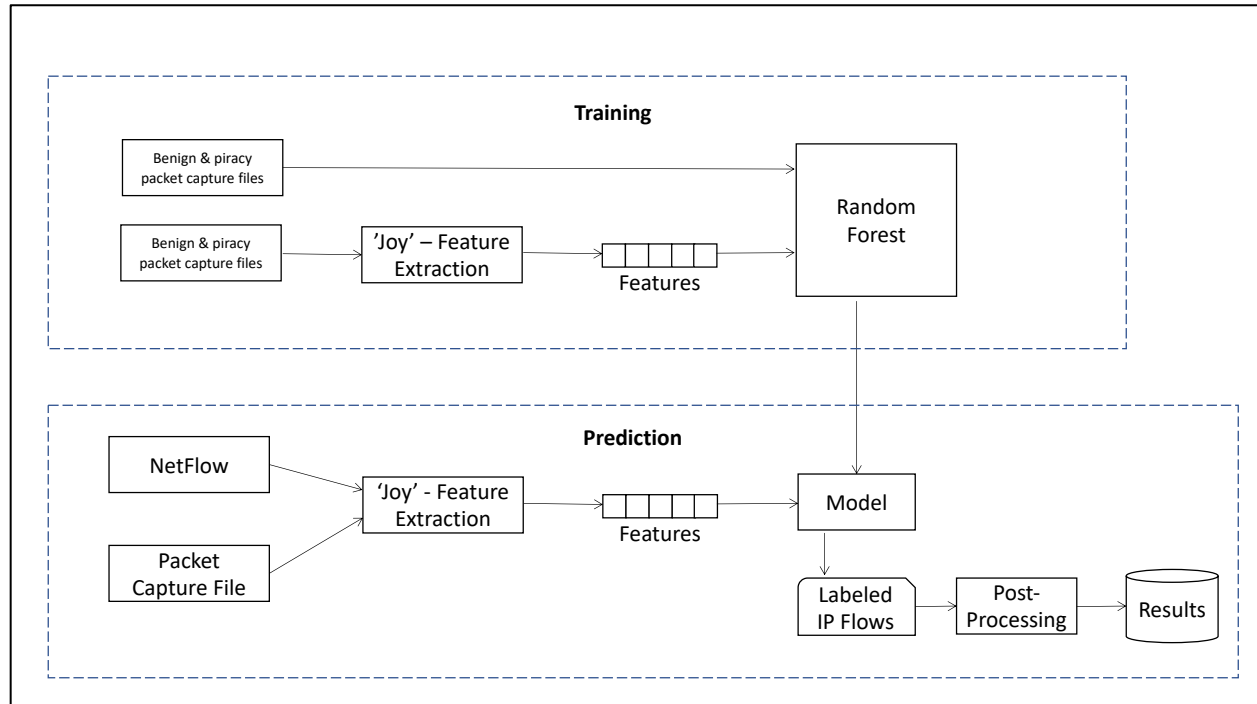 Training
Benign & piracy
packet capture files
Random
Forest
Benign & piracy
packet capture files
’Joy’ – Feature
Extraction
Features
Prediction
NetFlow
‘Joy’ - Feature
Extraction
Features
Model
Packet
Capture File
Labeled
IP Flows
Post-
Processing
Results